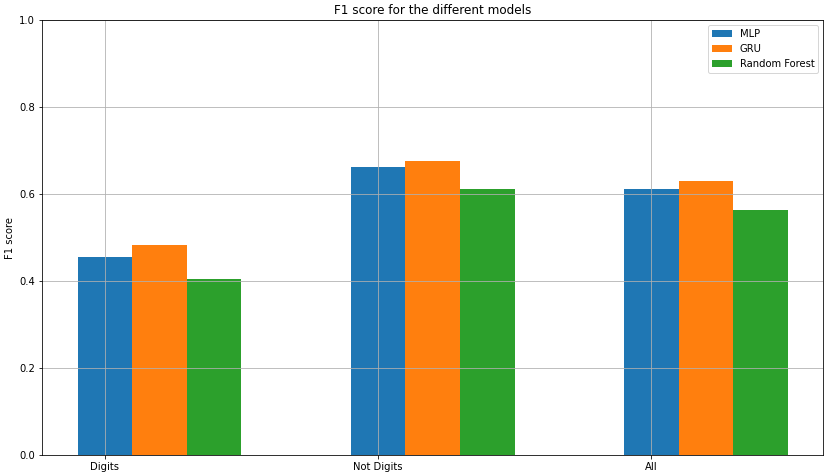 F1 score for the different models
MLP
GRU
Random Forest
F1 score
1.0
0.8
0.6
0.4
0.2
0.0
Digits
Not Digits
All